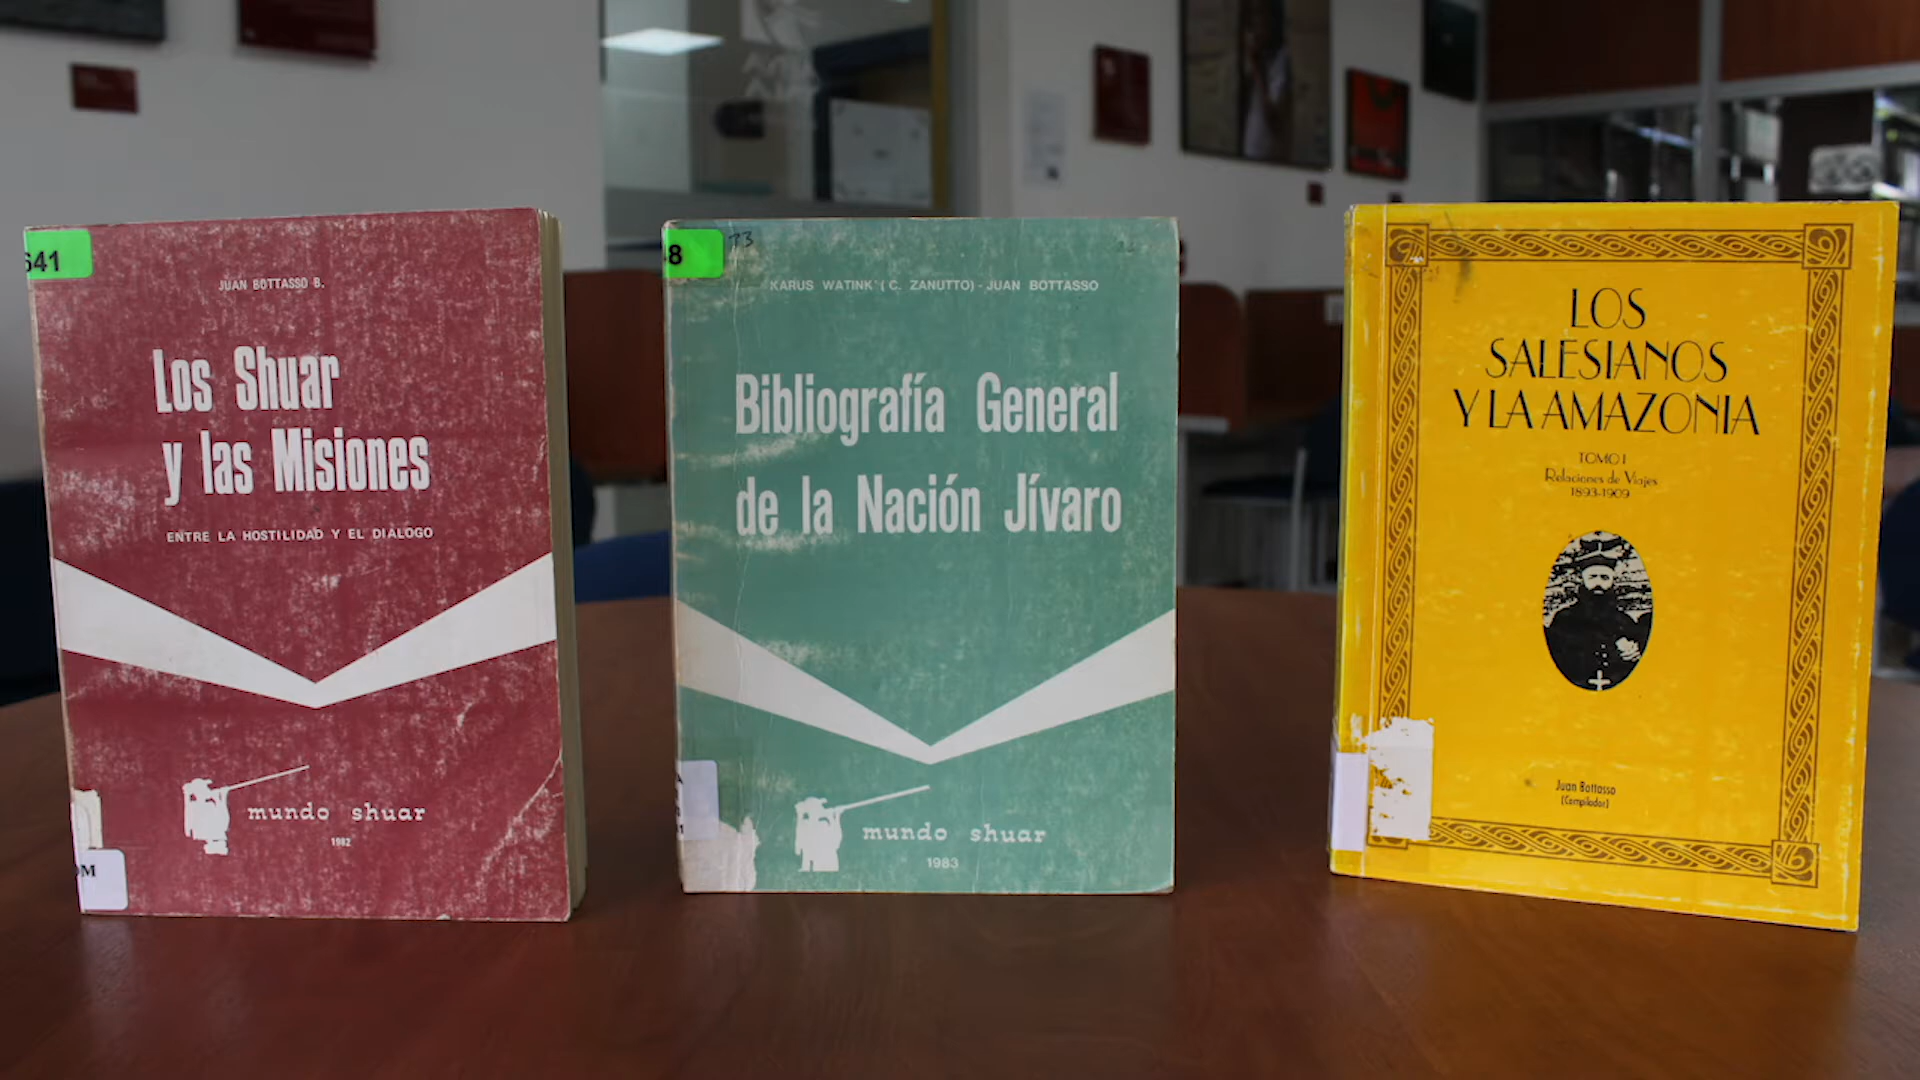 641
JUAN BOTTASSO B.
Los Shuar
y las Misiones
ENTRE LA HOSTILIDAD Y EL DIALOGO
mundo shuar
1982
OM
8
73
KARUS WATINK' (C. ZANUTTO) - JUAN BOTTASSO
Bibliografía General
de la Nación Jívaro
mundo shuar
1983
LOS
SALESIANOS
Y LA AMAZONIA
TOMO I
Relaciones de Viajes
1893-1909
Juan Bottasso
(Compilador)